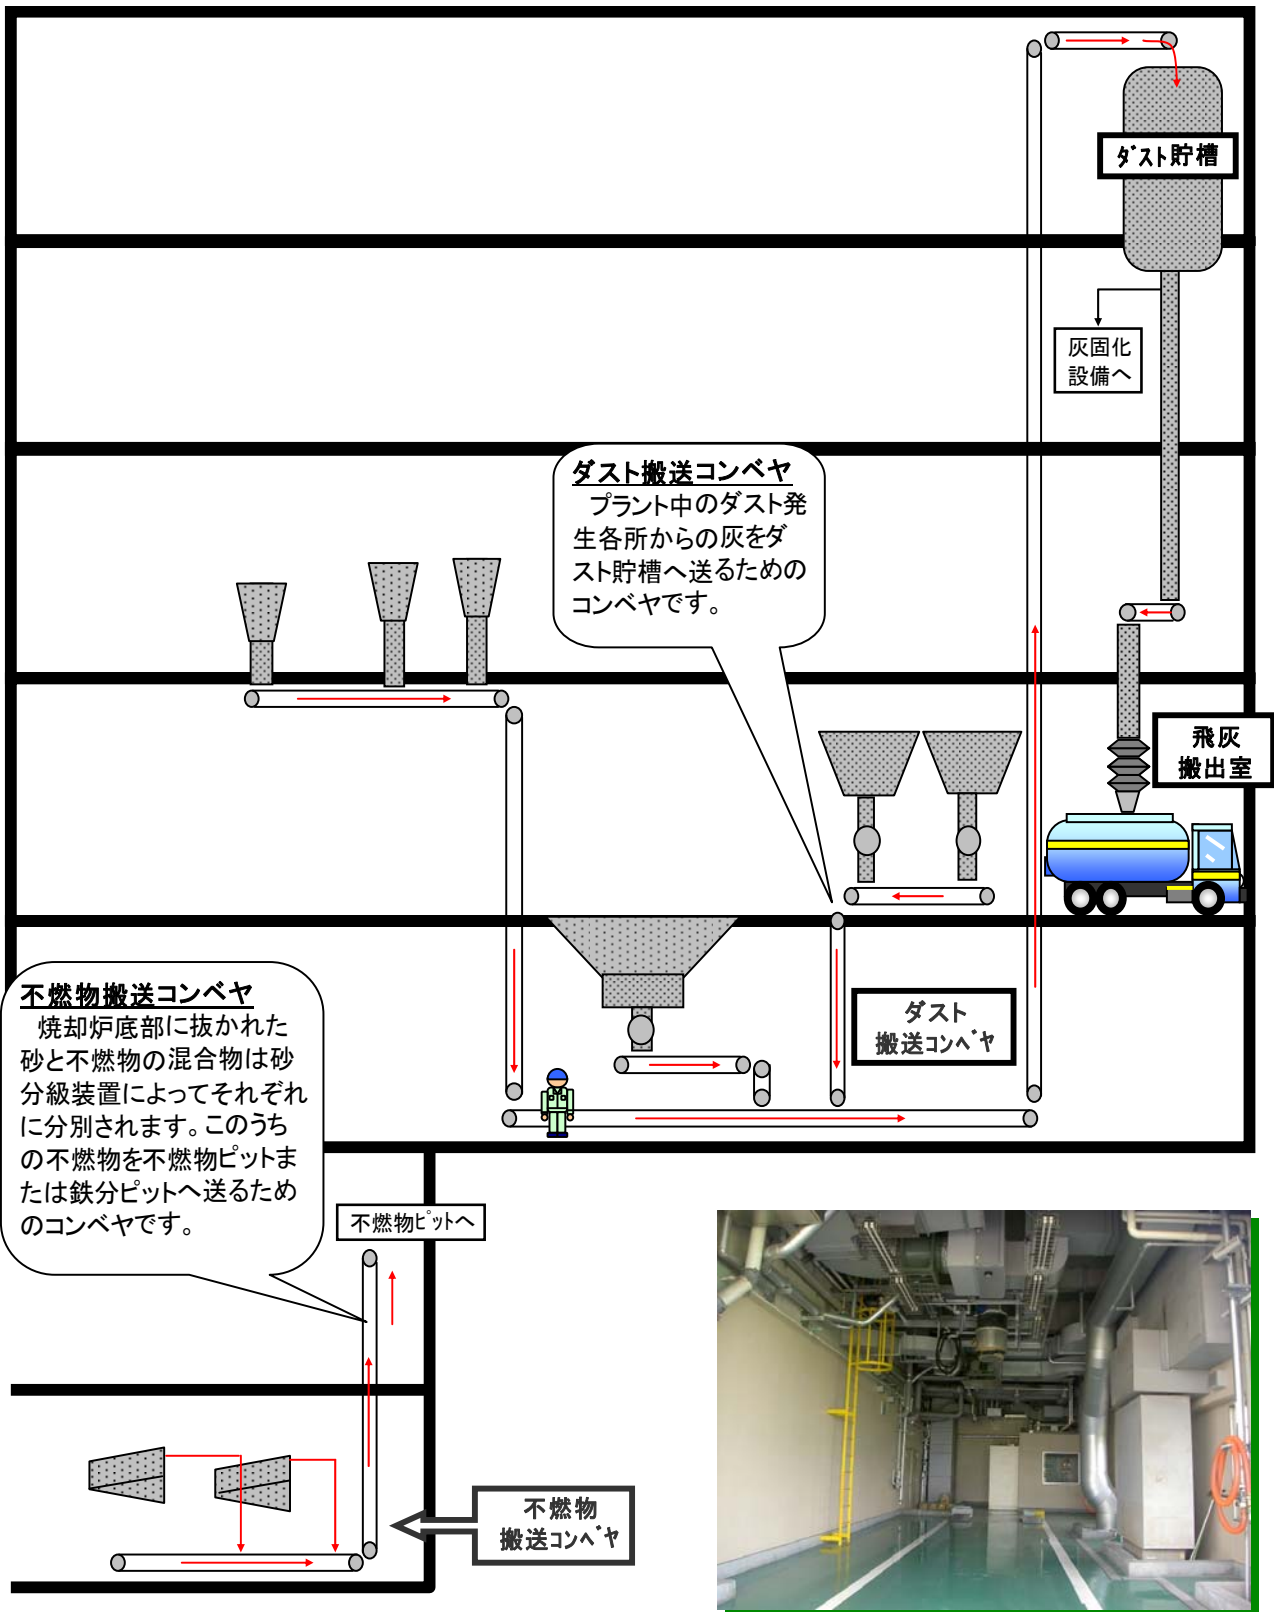 ダスト貯槽
灰固化
設備へ
ダスト搬送コンベヤ
プラント中のダスト発
生各所からの灰をダ
スト貯槽へ送るための
コンベヤです。
飛灰
搬出室
ダスト
搬送コンベヤ
不燃物搬送コンベヤ
焼却炉底部に抜かれた
砂と不燃物の混合物は砂
分級装置によってそれぞれ
に分別されます。このうち
の不燃物を不燃物ピットま
たは鉄分ピットへ送るため
のコンベヤです。
不燃物ピットへ
不燃物
搬送コンベヤ